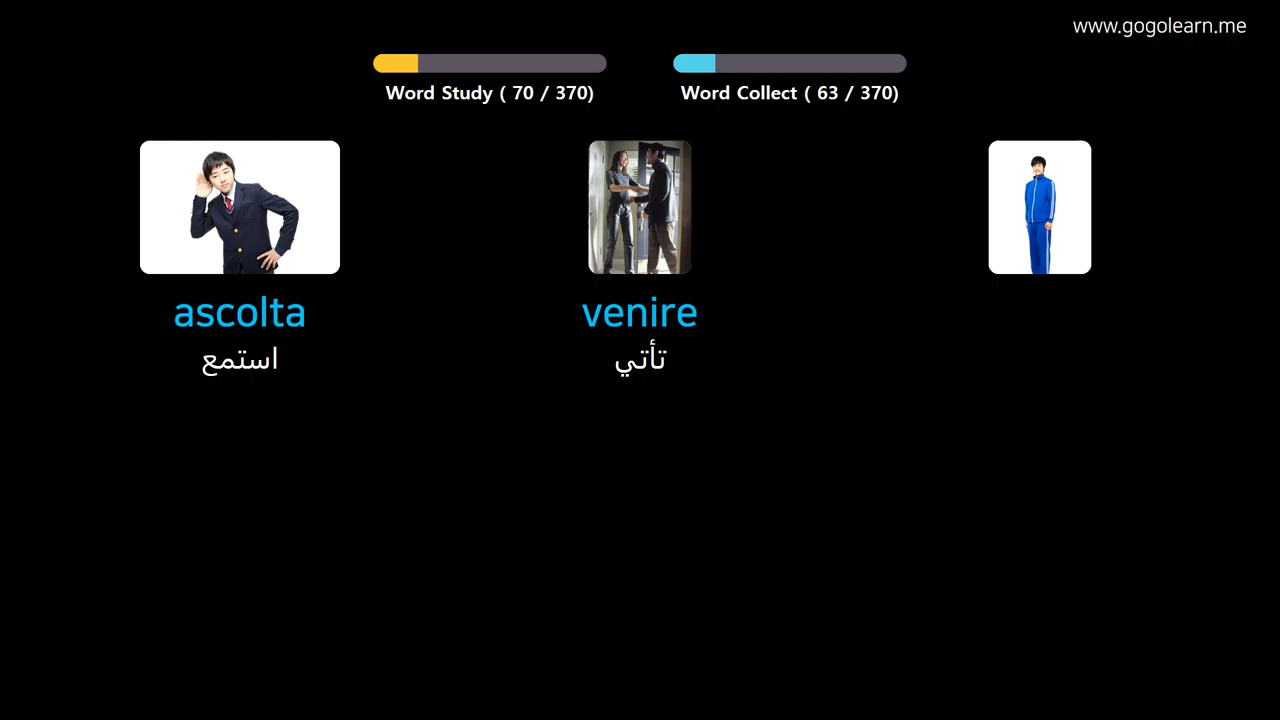 www.gogolearn.me
Word Study ( 70 / 370)
Word Collect ( 63 / 370)
ascolta
venire
استمع
تأتي